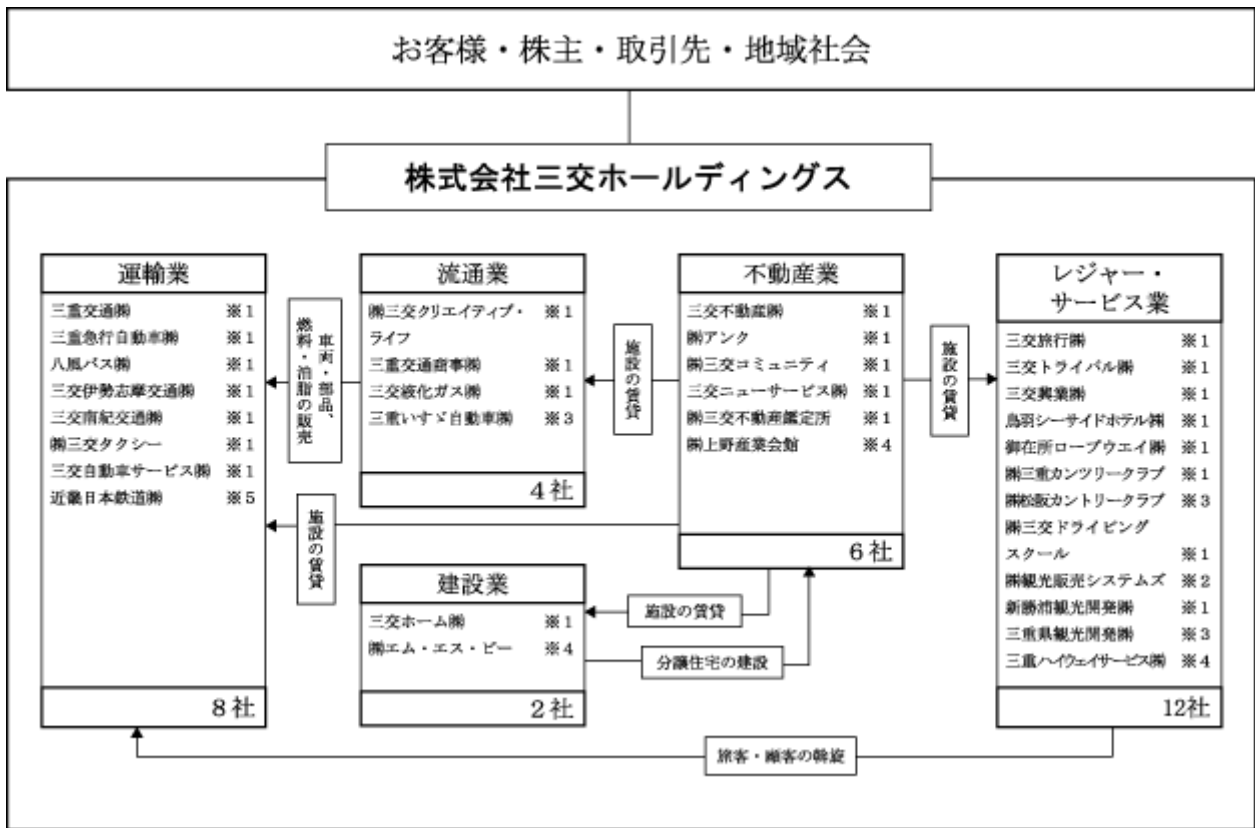 お客様・株主・取引先・地域社会
株式会社三交ホールディングス
運輸業
三重交通㈱ ※1
三重急行自動車㈱ ※1
八風バス㈱ ※1
三交伊勢志摩交通㈱ ※1
三交南紀交通㈱ ※1
㈱三交タクシー ※1
三交自動車サービス㈱ ※1
近畿日本鉄道㈱ ※5
8社
車両・部品、
燃料・油脂の販売
流通業
㈱三交クリエイティブ・ ※1
ライフ
三重交通商事㈱ ※1
三交液化ガス㈱ ※1
三重いすゞ自動車㈱ ※3
4社
施設の賃貸
施設の賃貸
建設業
三交ホーム㈱ ※1
㈱エム・エス・ピー ※4
2社
施設の賃貸
分譲住宅の建設
不動産業
三交不動産㈱ ※1
㈱アンク ※1
㈱三交コミュニティ ※1
三交ニューサービス㈱ ※1
㈱三交不動産鑑定所 ※1
㈱上野産業会館 ※4
6社
施設の賃貸
レジャー・
サービス業
三交旅行㈱ ※1
三交トライバル㈱ ※1
三交興業㈱ ※1
鳥羽シーサイドホテル㈱ ※1
御在所ロープウエイ㈱ ※1
㈱三重カンツリークラブ ※1
㈱松阪カントリークラブ ※3
㈱三交ドライビング
スクール ※1
㈱観光販売システムズ ※2
新勝浦観光開発㈱ ※1
三重県観光開発㈱ ※3
三重ハイウェイサービス㈱ ※4
12社
旅客・顧客の斡旋